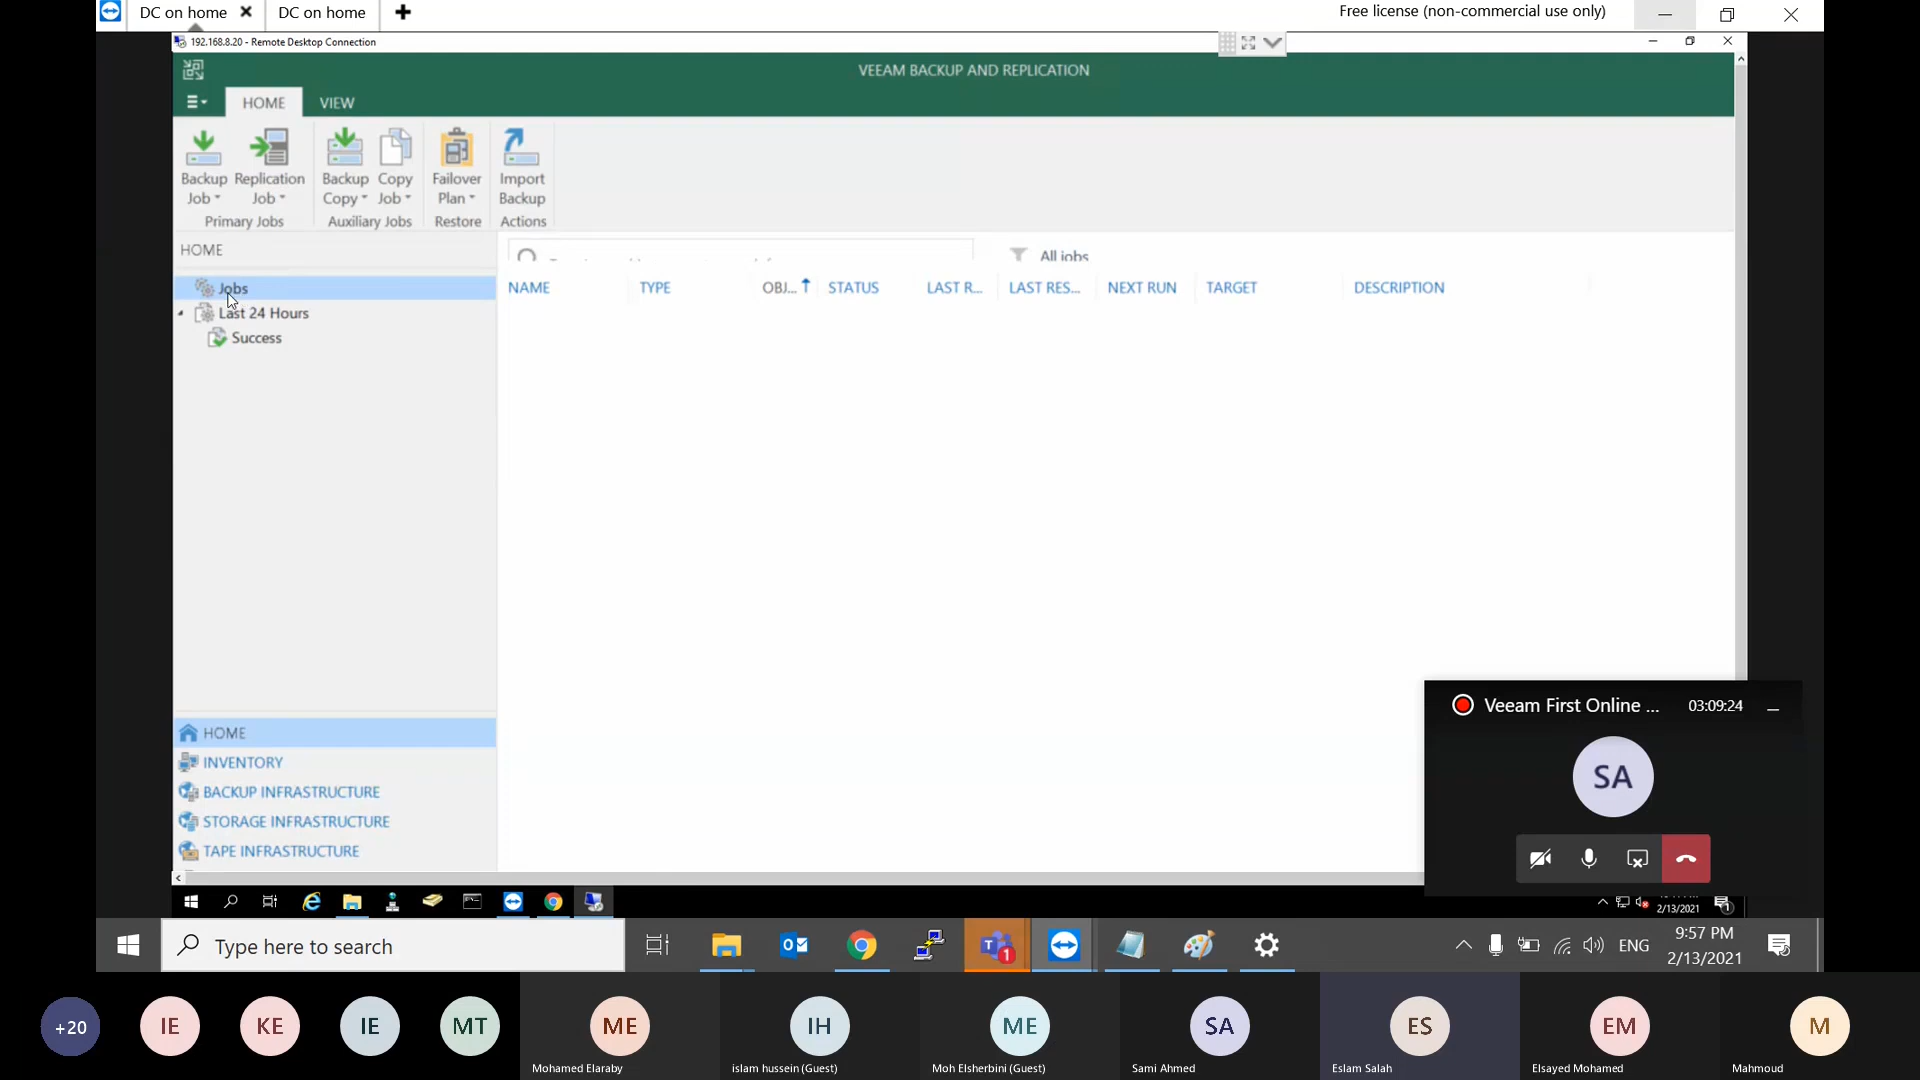 DC on home
DC on home
Free license (non-commercial use only)
192.168.8.20 - Remote Desktop Connection
VEEAM BACKUP AND REPLICATION
HOME
VIEW
Backup Job
Replication Job
Backup Copy
Copy Job
Failover Plan
Import Backup
Primary Jobs
Auxiliary Jobs
Restore
Actions
HOME
All jobs
Jobs
Last 24 Hours
Success
NAME
TYPE
OBJ...
STATUS
LAST R...
LAST RES...
NEXT RUN
TARGET
DESCRIPTION
HOME
INVENTORY
BACKUP INFRASTRUCTURE
STORAGE INFRASTRUCTURE
TAPE INFRASTRUCTURE
Veeam First Online ...
03:09:24
SA
2/13/2021
1
Type here to search
1
ENG
9:57 PM
2/13/2021
+20
IE
KE
IE
MT
ME
IH
ME
SA
ES
EM
M
Mohamed Elaraby
islam hussein (Guest)
Moh Elsherbini (Guest)
Sami Ahmed
Eslam Salah
Elsayed Mohamed
Mahmoud